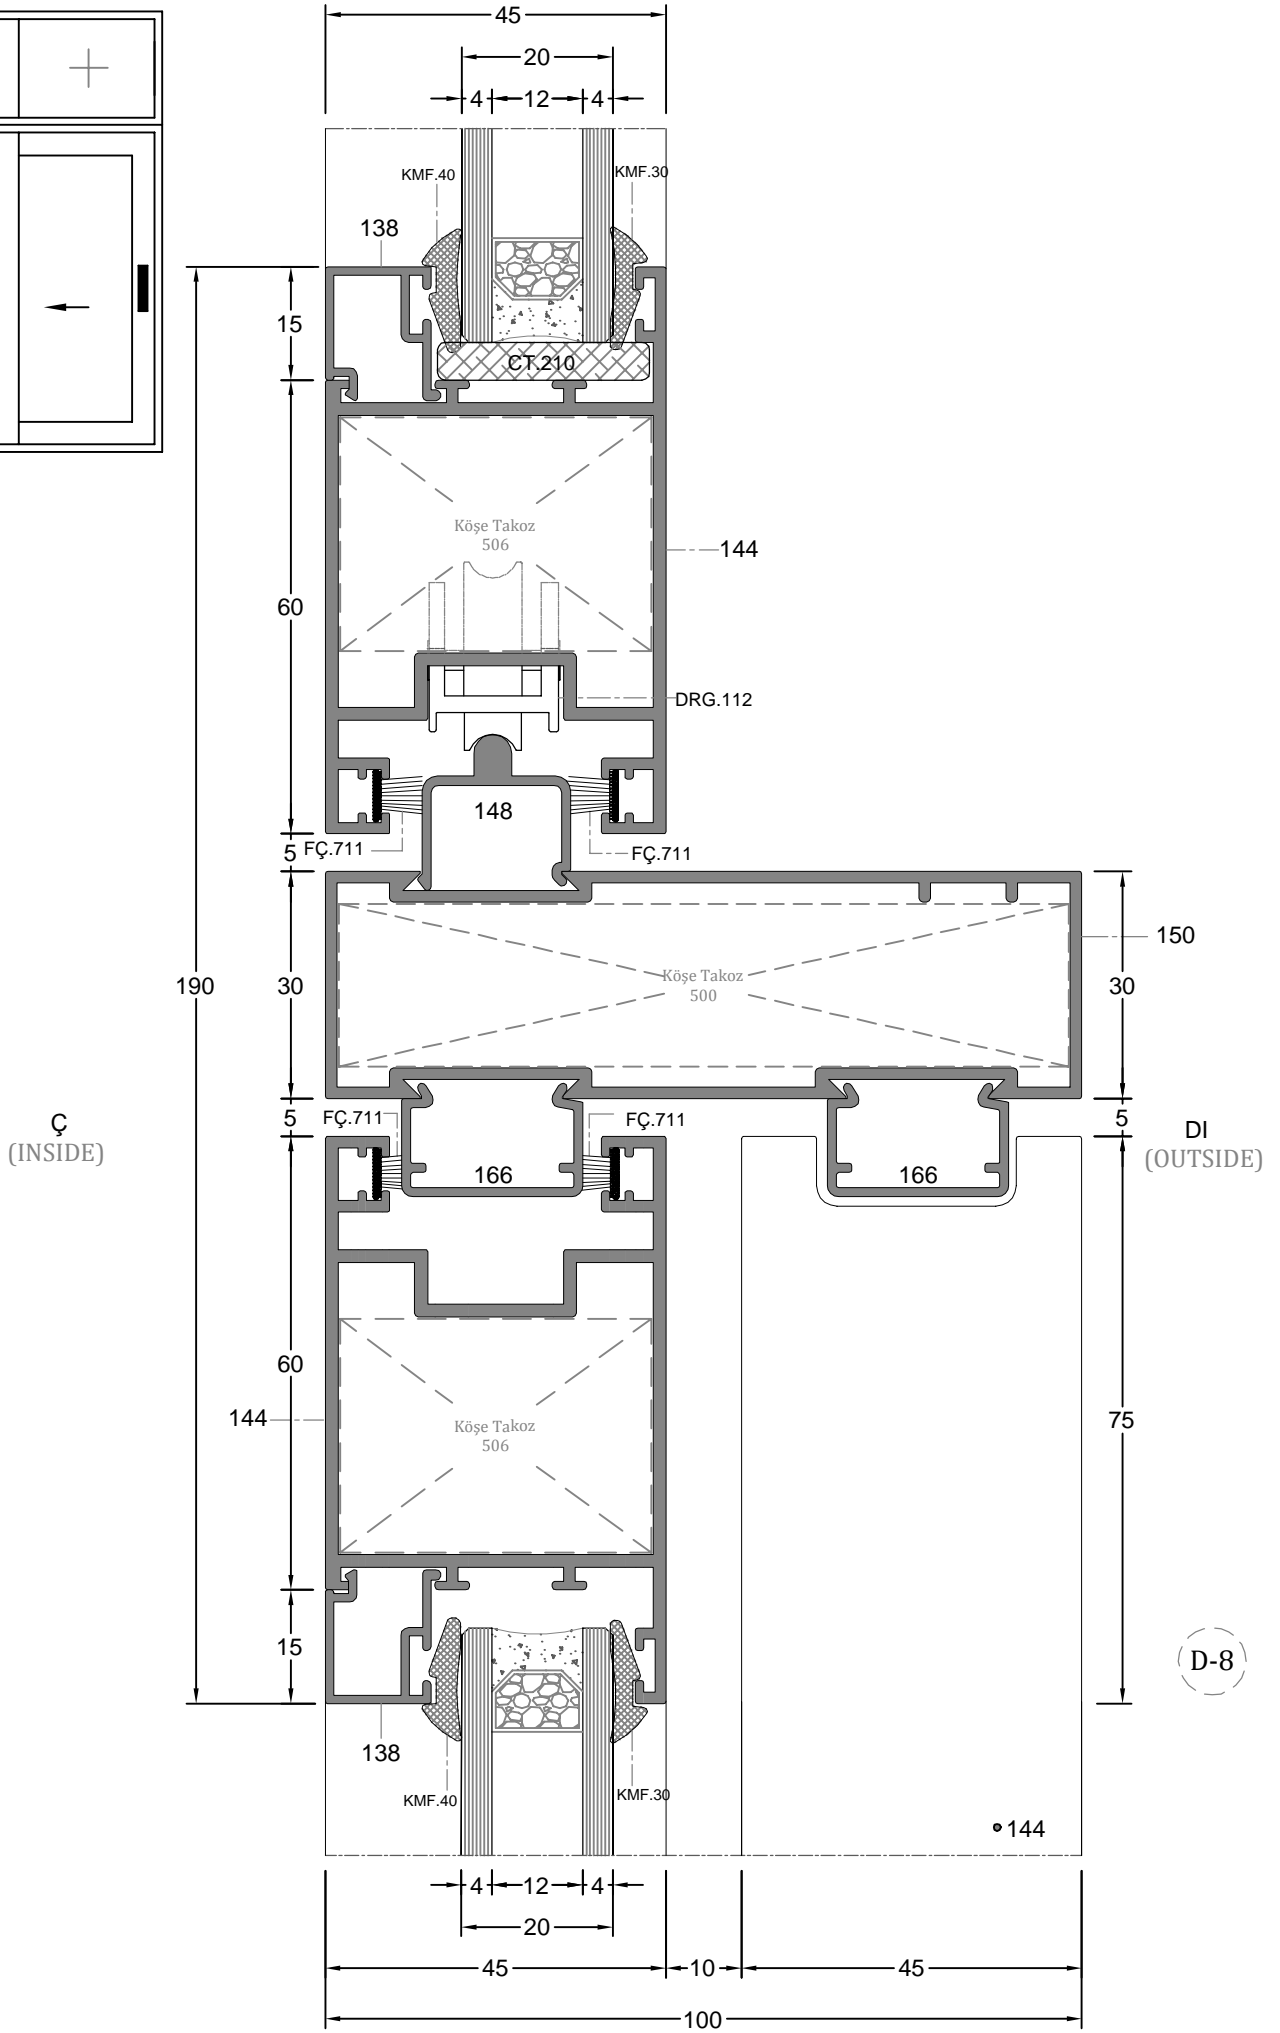 45
20
4 12 4
KMF.40 KMF.30
138
15
CT.210
Köşe Takoz
506
144
60
DRG.112
148
5 FÇ.711 FÇ.711
150
Köşe Takoz
500
190 30 30
5 FÇ.711 FÇ.711 5
Ç
(INSIDE)
DI
(OUTSIDE)
166 166
60
144
Köşe Takoz
506
75
15
D-8
138
KMF.40 KMF.30
144
4 12 4
20
45 10 45
100